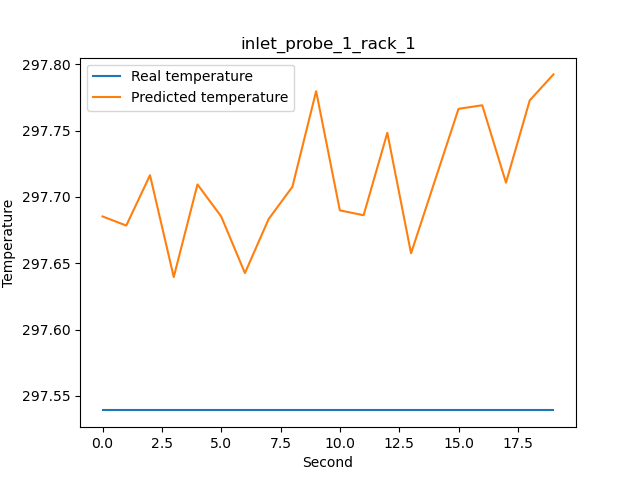 inlet_probe_1_rack_1
Real temperature
Predicted temperature
297.80
297.75
297.70
297.65
297.60
297.55
Temperature
0.0 2.5 5.0 7.5 10.0 12.5 15.0 17.5
Second